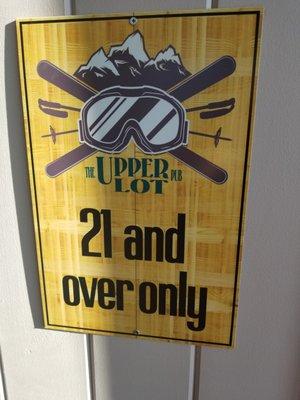 THE UPPER PUB
LOT
21 and
over only